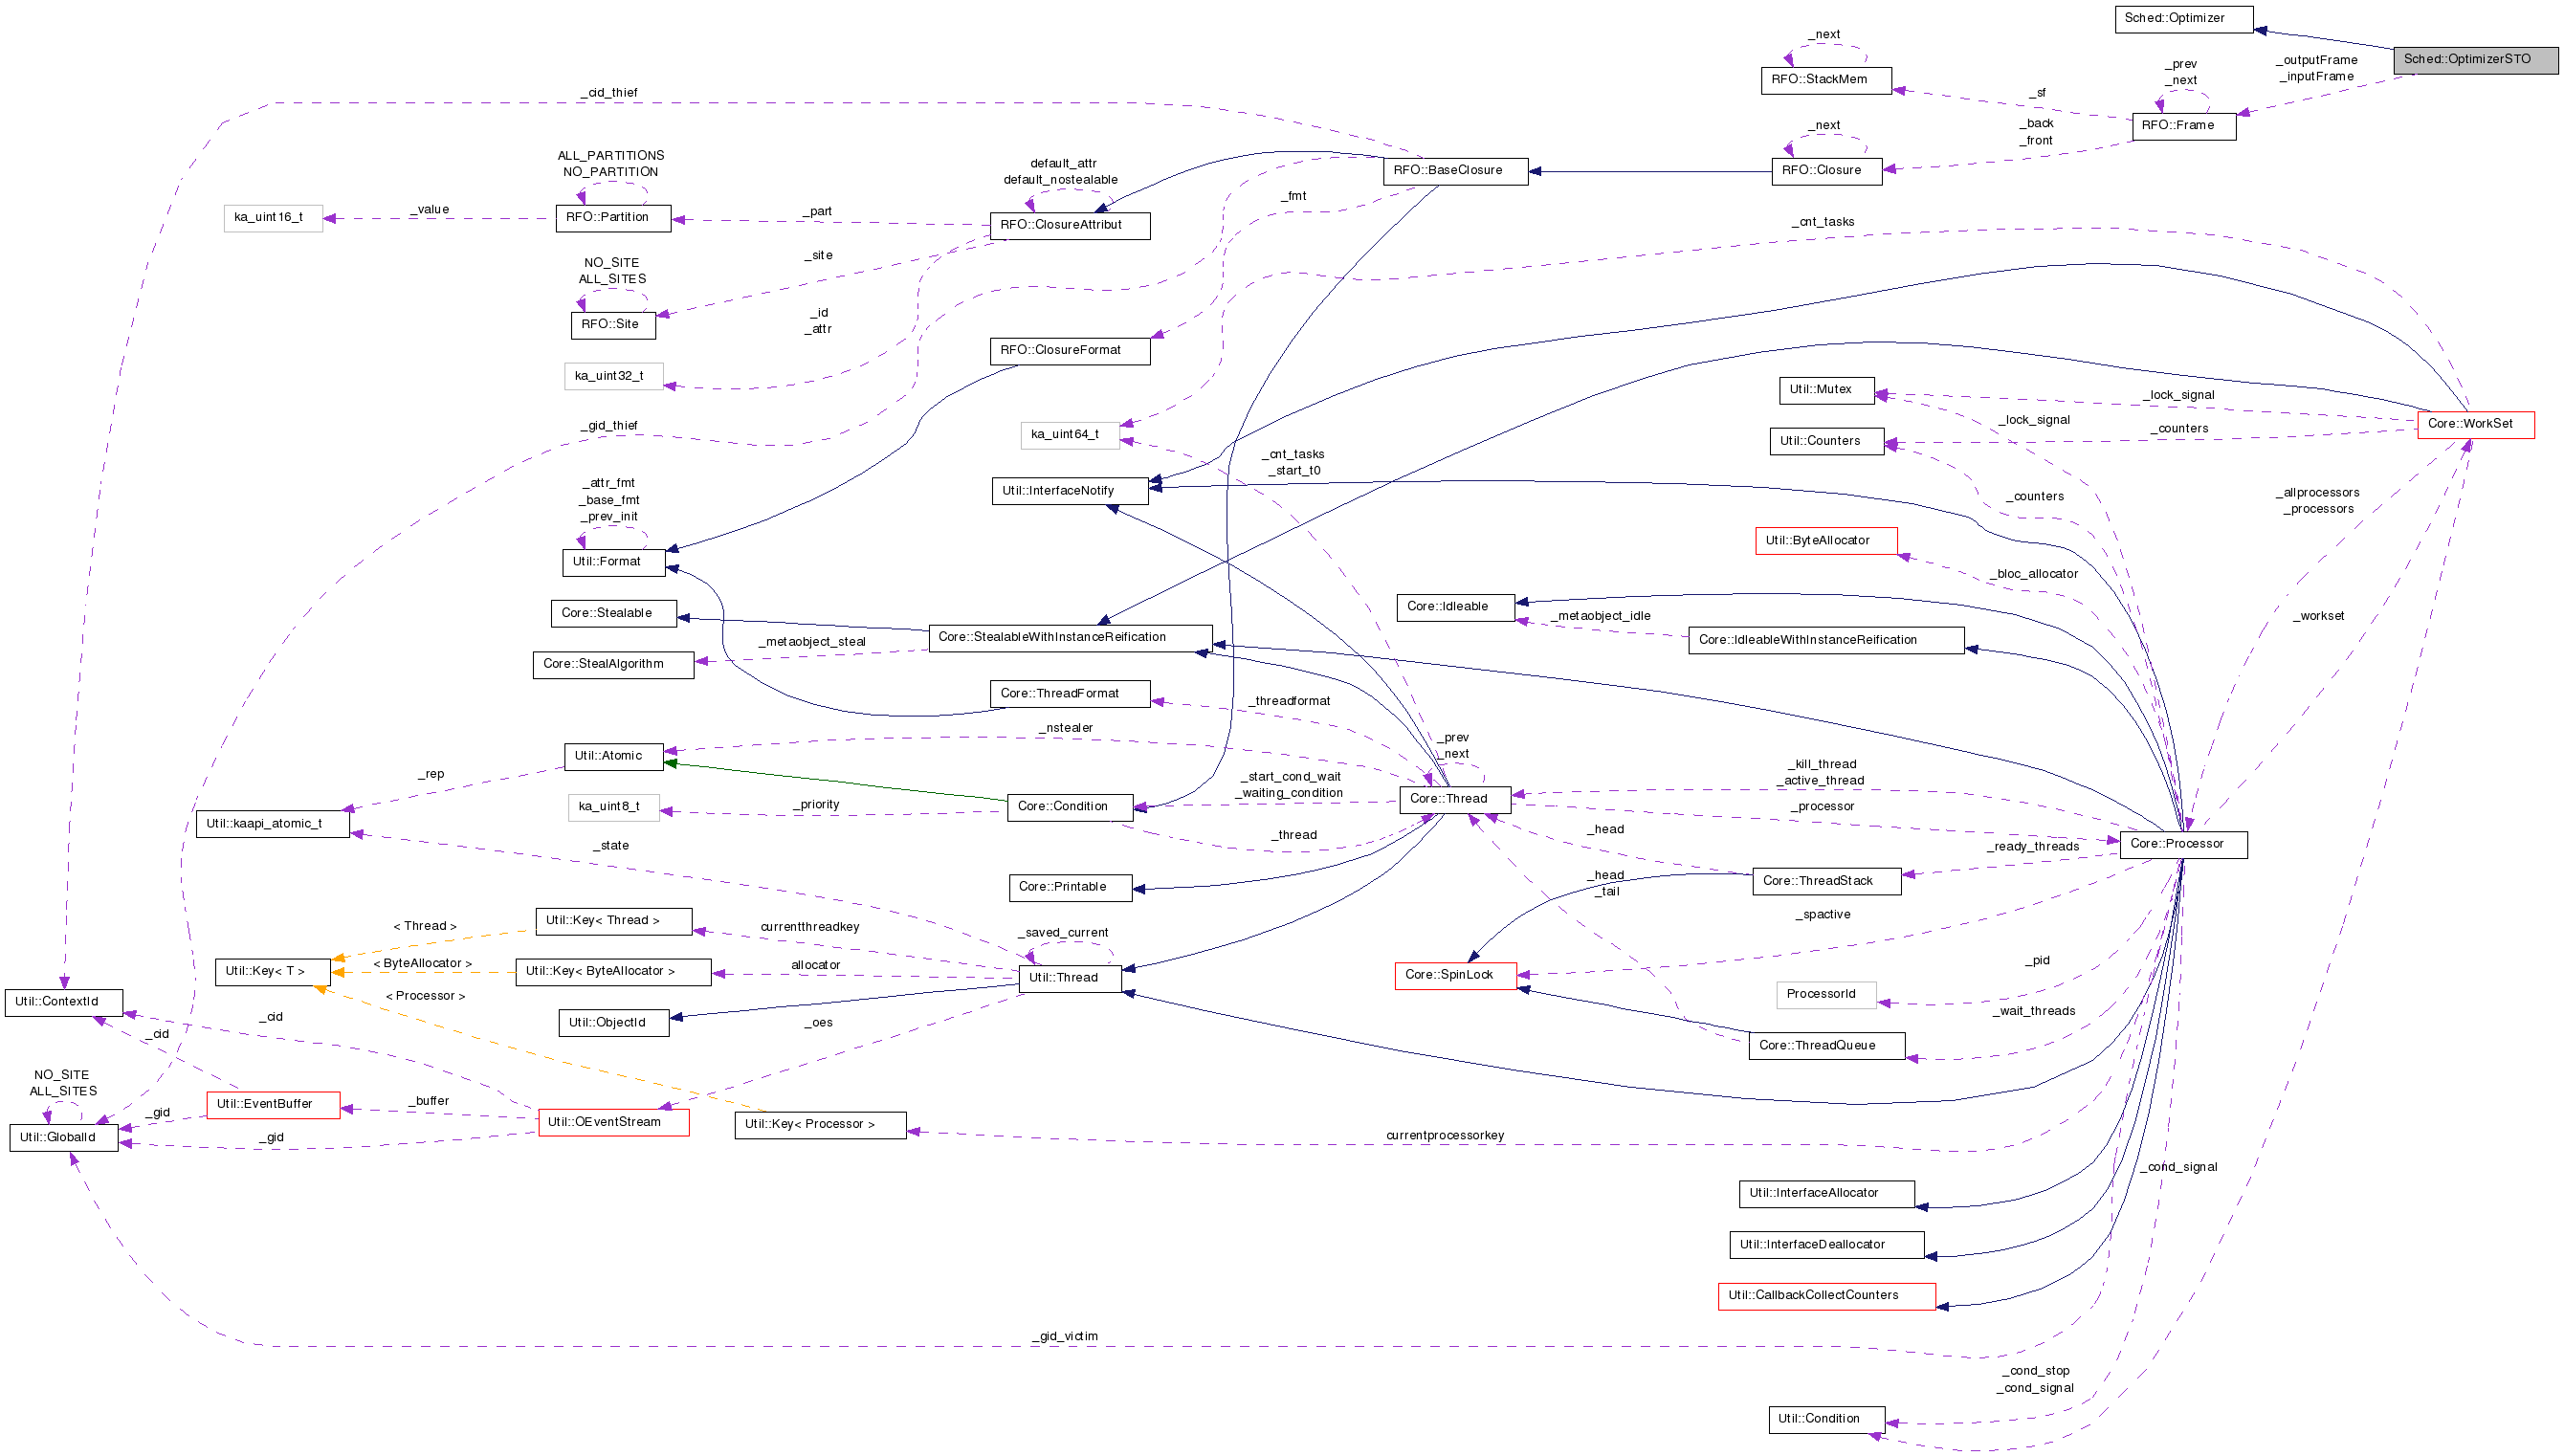 Sched::Optimizer
_next
Sched::OptimizerSTO
_outputFrame
_inputFrame
_prev
_next
RFO::StackMem
_sf
_cid_thief
RFO::Frame
_back
_front
_next
ALL_PARTITIONS
NO_PARTITION
default_attr
default_nostealable
RFO::BaseClosure
RFO::Closure
_fmt
ka_uint16_t
_value
RFO::Partition
_part
RFO::ClosureAttribut
_cnt_tasks
_site
NO_SITE
ALL_SITES
RFO::Site
_id
_attr
RFO::ClosureFormat
ka_uint32_t
Util::Mutex
_lock_signal
_lock_signal
Core::WorkSet
_gid_thief
ka_uint64_t
Util::Counters
_counters
_cnt_tasks
_start_t0
_attr_fmt
_base_fmt
_prev_init
Util::InterfaceNotify
_counters
_allprocessors
_processors
Util::ByteAllocator
Util::Format
_bloc_allocator
Core::Stealable
Core::Idleable
_metaobject_idle
_workset
Core::StealableWithInstanceReification
Core::IdleableWithInstanceReification
_metaobject_steal
Core::StealAlgorithm
Core::ThreadFormat
_threadformat
_nstealer
_prev
_next
Util::Atomic
_rep
_start_cond_wait
_waiting_condition
_kill_thread
_active_thread
ka_uint8_t
_priority
Core::Condition
Core::Thread
_processor
Util::kaapi_atomic_t
_thread
_head
Core::Processor
_state
_ready_threads
Core::Printable
_head
_tail
Core::ThreadStack
Util::Key< Thread >
< Thread >
currentthreadkey
_saved_current
_spactive
Util::Key< T >
< ByteAllocator >
Util::Key< ByteAllocator >
allocator
Util::Thread
Core::SpinLock
_pid
Util::ContextId
< Processor >
ProcessorId
_cid
Util::ObjectId
_oes
_wait_threads
_cid
Core::ThreadQueue
NO_SITE
ALL_SITES
Util::EventBuffer
_buffer
_gid
Util::OEventStream
Util::Key< Processor >
Util::GlobalId
_gid
currentprocessorkey
_cond_signal
Util::InterfaceAllocator
Util::InterfaceDeallocator
Util::CallbackCollectCounters
_gid_victim
_cond_stop
_cond_signal
Util::Condition